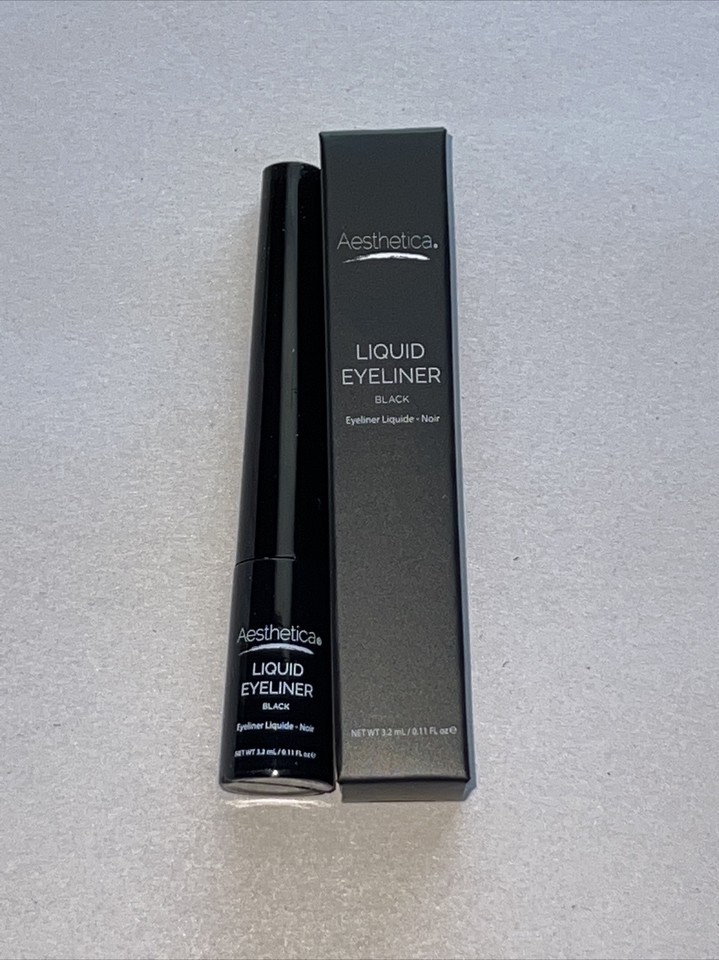 Aesthetica®
LIQUID
EYELINER
BLACK
Eyeliner Liquide - Noir
NET WT 3.2 mL / 0.11 FL oz ℮
Aesthetica®
LIQUID
EYELINER
BLACK
Eyeliner Liquide - Noir
NET WT 3.2 mL / 0.11 FL oz ℮